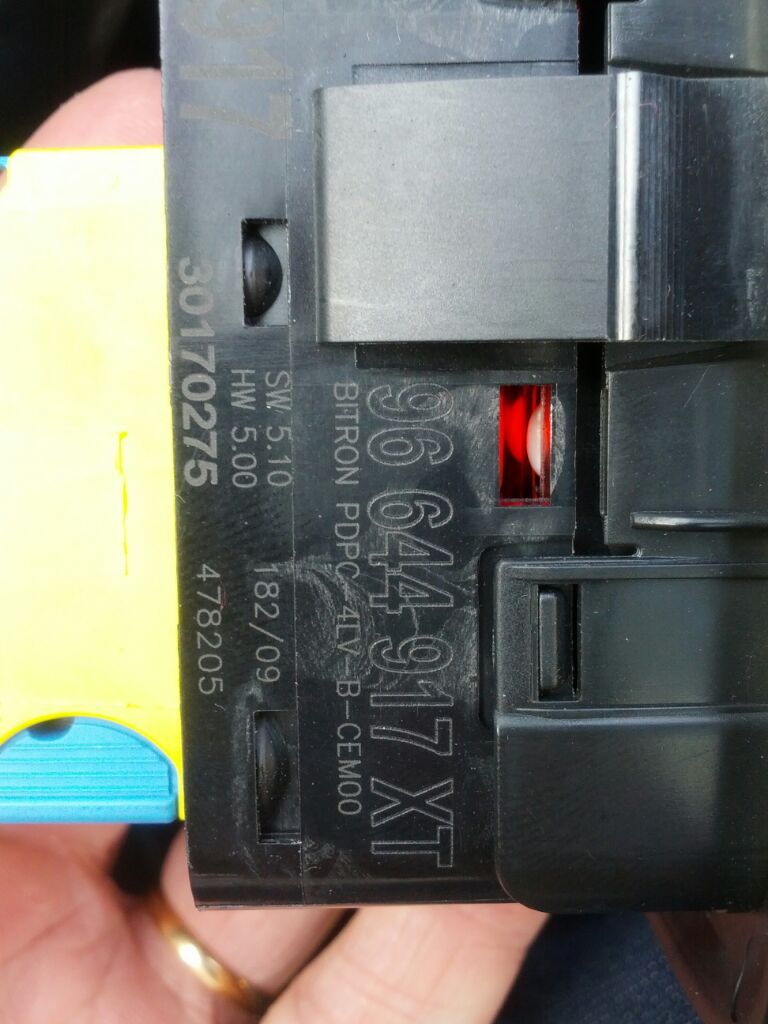 96 644 917 XT
BITRON PDPC-4LV-B-CEM00
SW 5.10
HW 5.00
182/09
478205
30170275
917